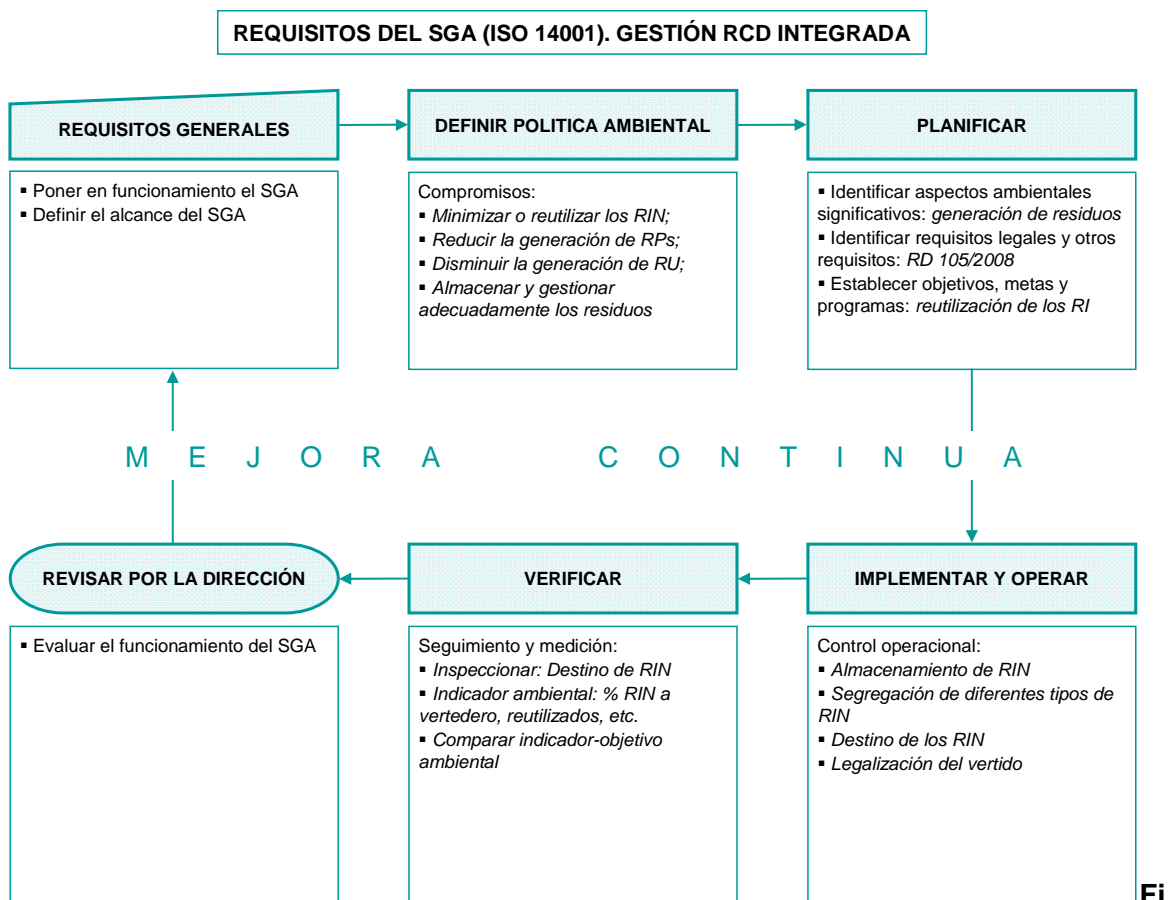 REQUISITOS DEL SGA (ISO 14001). GESTIÓN RCD INTEGRADA
REQUISITOS GENERALES
▪ Poner en funcionamiento el SGA
▪ Definir el alcance del SGA
DEFINIR POLITICA AMBIENTAL
Compromisos:
▪ Minimizar o reutilizar los RIN;
▪ Reducir la generación de RPs;
▪ Disminuir la generación de RU;
▪ Almacenar y gestionar
adecuadamente los residuos
PLANIFICAR
▪ Identificar aspectos ambientales
significativos: generación de residuos
▪ Identificar requisitos legales y otros
requisitos: RD 105/2008
▪ Establecer objetivos, metas y
programas: reutilización de los RI
M E J O R A C O N T I N U A
REVISAR POR LA DIRECCIÓN
▪ Evaluar el funcionamiento del SGA
VERIFICAR
Seguimiento y medición:
▪ Inspeccionar: Destino de RIN
▪ Indicador ambiental: % RIN a
vertedero, reutilizados, etc.
▪ Comparar indicador-objetivo
ambiental
IMPLEMENTAR Y OPERAR
Control operacional:
▪ Almacenamiento de RIN
▪ Segregación de diferentes tipos de
RIN
▪ Destino de los RIN
▪ Legalización del vertido
Fi